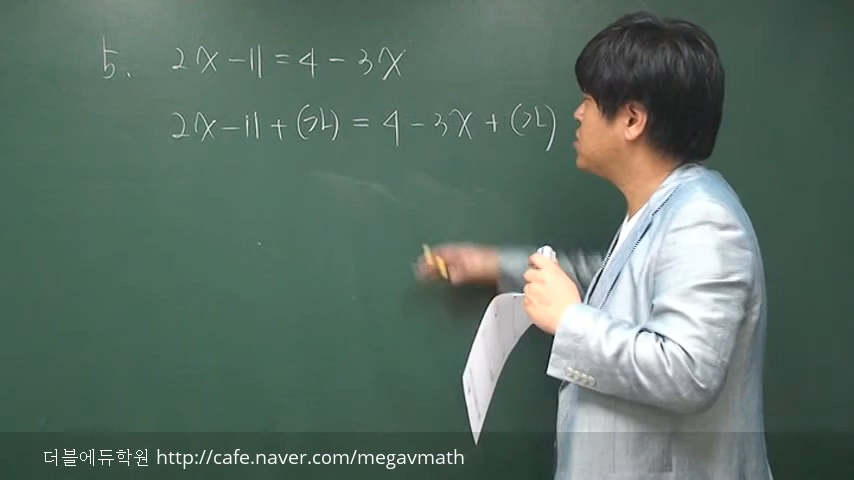 5. 2x-11=4-3x
2x-11+(가)=4-3x+(가)
더블에듀학원 http://cafe.naver.com/megavmath